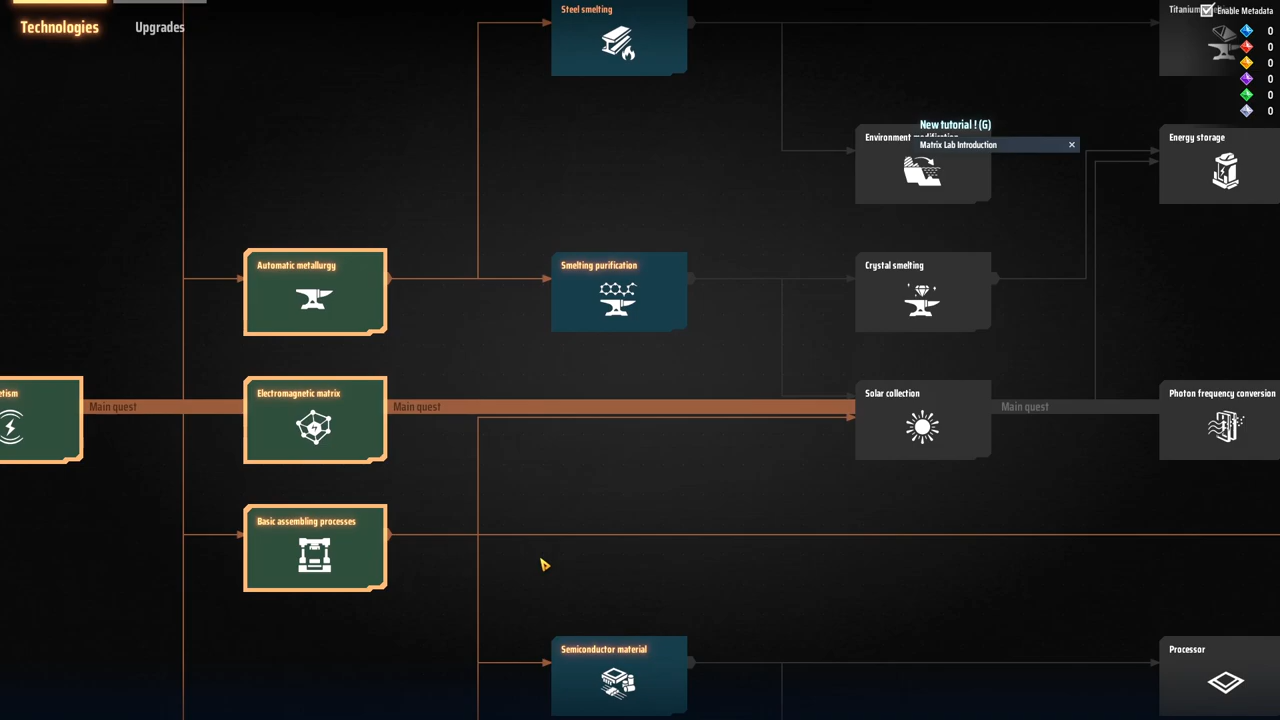 Technologies
Upgrades
Steel smelting
Enable Metadata
0
0
0
0
0
0
New tutorial ! (G)
Matrix Lab Introduction
Energy storage
Automatic metallurgy
Smelting purification
Crystal smelting
Electromagnetic matrix
Solar collection
Photon frequency conversion
Main quest
Main quest
Main quest
Basic assembling processes
Semiconductor material
Processor